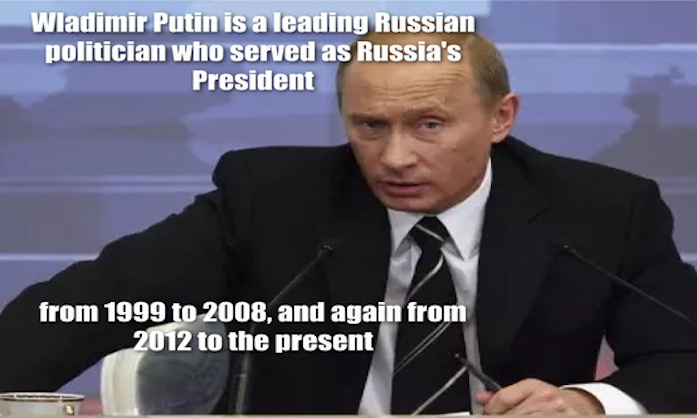 Wladimir Putin is a leading Russian
politician who served as Russia's
President
from 1999 to 2008, and again from
2012 to the present